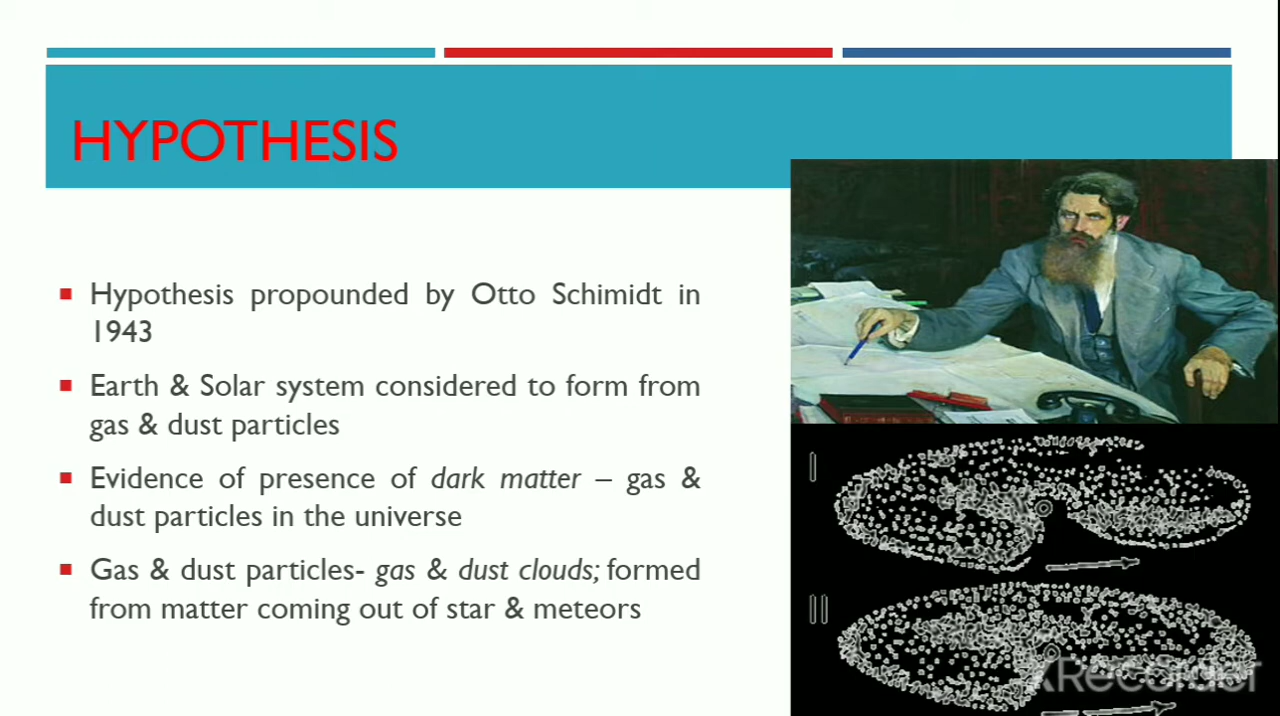 HYPOTHESIS
Hypothesis propounded by Otto Schimidt in
1943
Earth & Solar system considered to form from
gas & dust particles
Evidence of presence of dark matter – gas &
dust particles in the universe
Gas & dust particles- gas & dust clouds; formed
from matter coming out of star & meteors
I
II
XRecorder